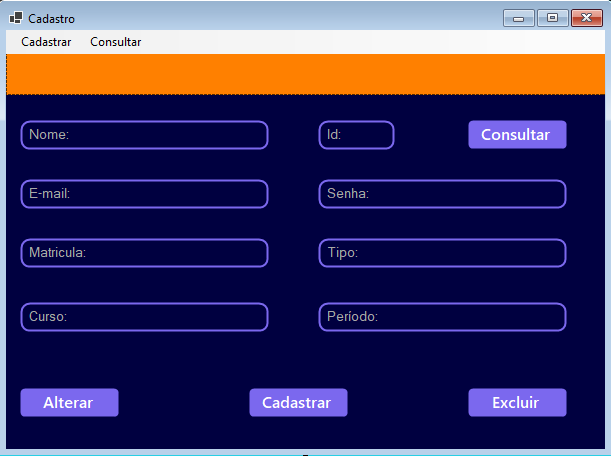 Cadastro
Cadastrar Consultar
Nome: Id: Consultar
E-mail: Senha:
Matricula: Tipo:
Curso: Período:
Alterar Cadastrar Excluir